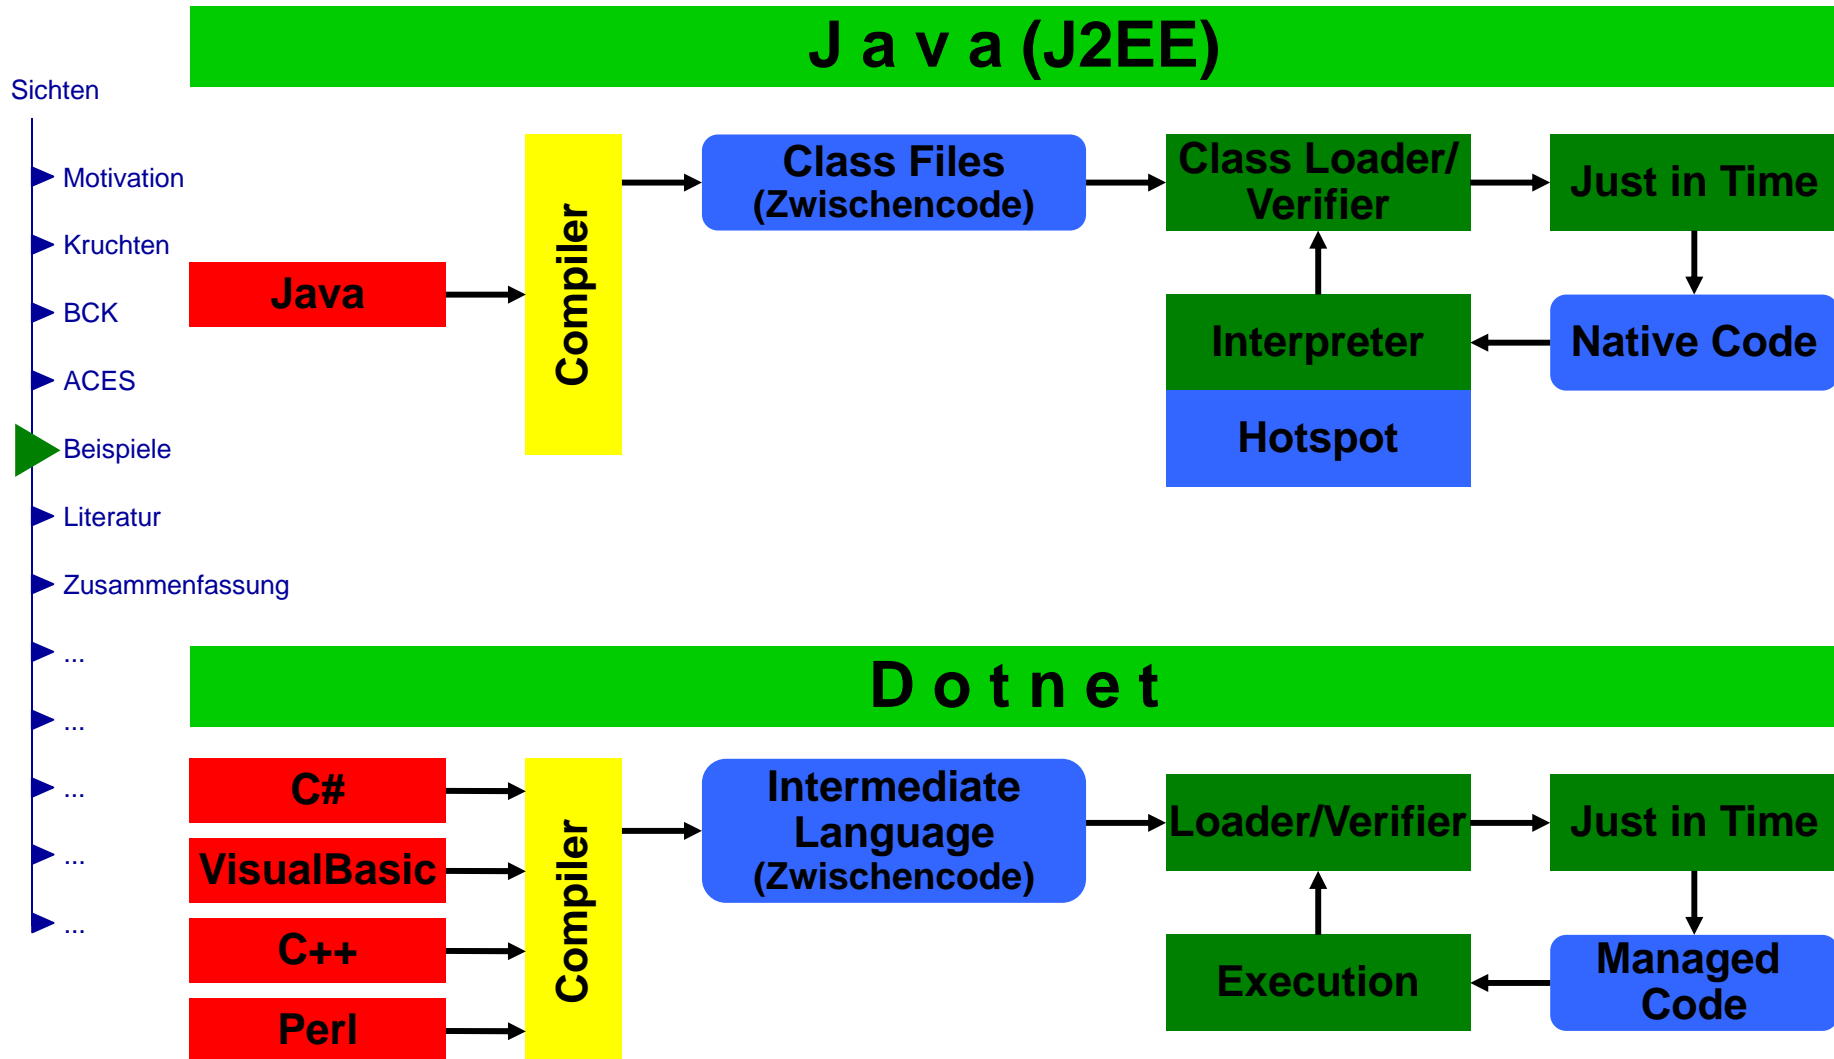 J a v a (J2EE)
Sichten
Motivation
Kruchten
BCK
ACES
Beispiele
Literatur
Zusammenfassung
...
...
...
...
...
Java
Compiler
Class Files
(Zwischencode)
Class Loader/
Verifier
Just in Time
Interpreter
Native Code
Hotspot
D o t n e t
C#
VisualBasic
C++
Perl
Compiler
Intermediate
Language
(Zwischencode)
Loader/Verifier
Just in Time
Execution
Managed
Code